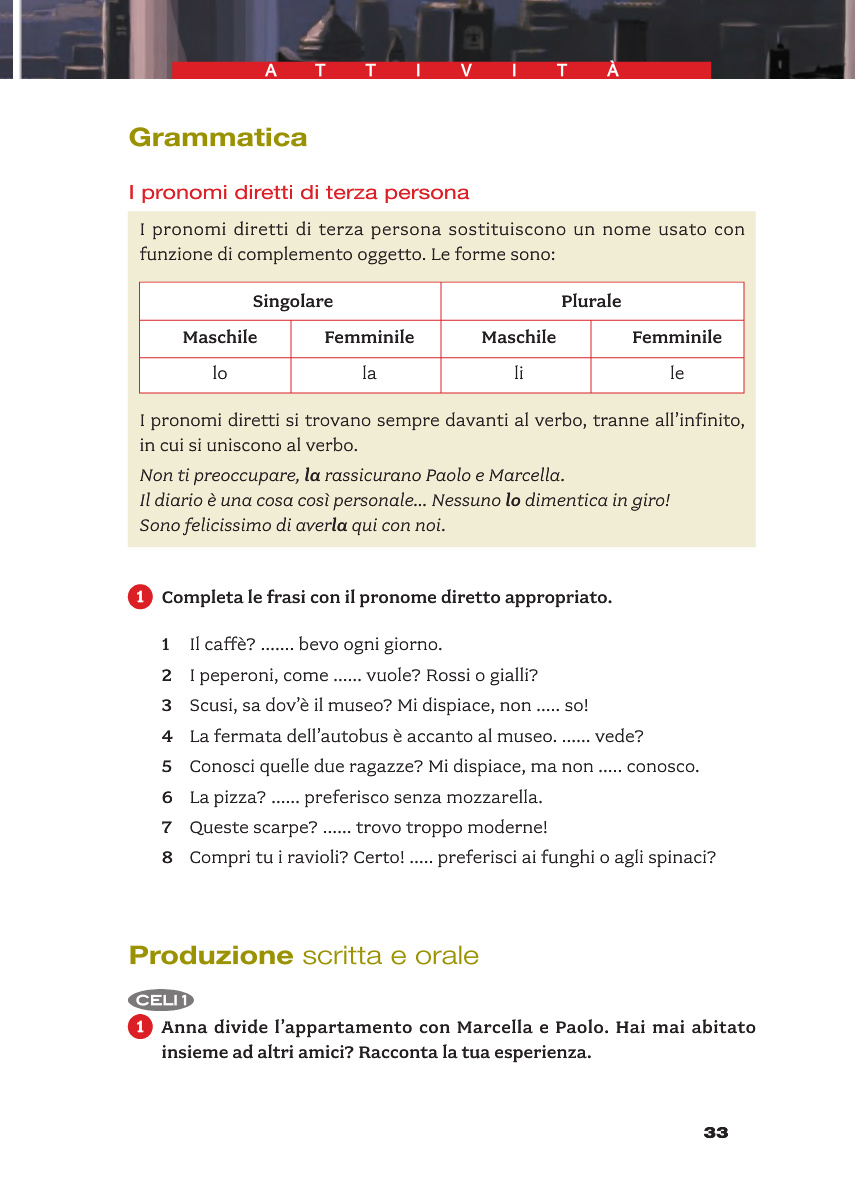 ATTIVITÀ
Grammatica
I pronomi diretti di terza persona
I pronomi diretti di terza persona sostituiscono un nome usato con
funzione di complemento oggetto. Le forme sono:
Singolare Plurale
Maschile Femminile Maschile Femminile
lo la li le
I pronomi diretti si trovano sempre davanti al verbo, tranne all'infinito,
in cui si uniscono al verbo.
Non ti preoccupare, la rassicurano Paolo e Marcella.
Il diario è una cosa così personale... Nessuno lo dimentica in giro!
Sono felicissimo di averla qui con noi.
1 Completa le frasi con il pronome diretto appropriato.
1 Il caffè? ....... bevo ogni giorno.
2 I peperoni, come ...... vuole? Rossi o gialli?
3 Scusi, sa dov'è il museo? Mi dispiace, non ..... so!
4 La fermata dell'autobus è accanto al museo. ...... vede?
5 Conosci quelle due ragazze? Mi dispiace, ma non ..... conosco.
6 La pizza? ...... preferisco senza mozzarella.
7 Queste scarpe? ...... trovo troppo moderne!
8 Compri tu i ravioli? Certo! ..... preferisci ai funghi o agli spinaci?
Produzione scritta e orale
CELI 1
1 Anna divide l'appartamento con Marcella e Paolo. Hai mai abitato
insieme ad altri amici? Racconta la tua esperienza.
33